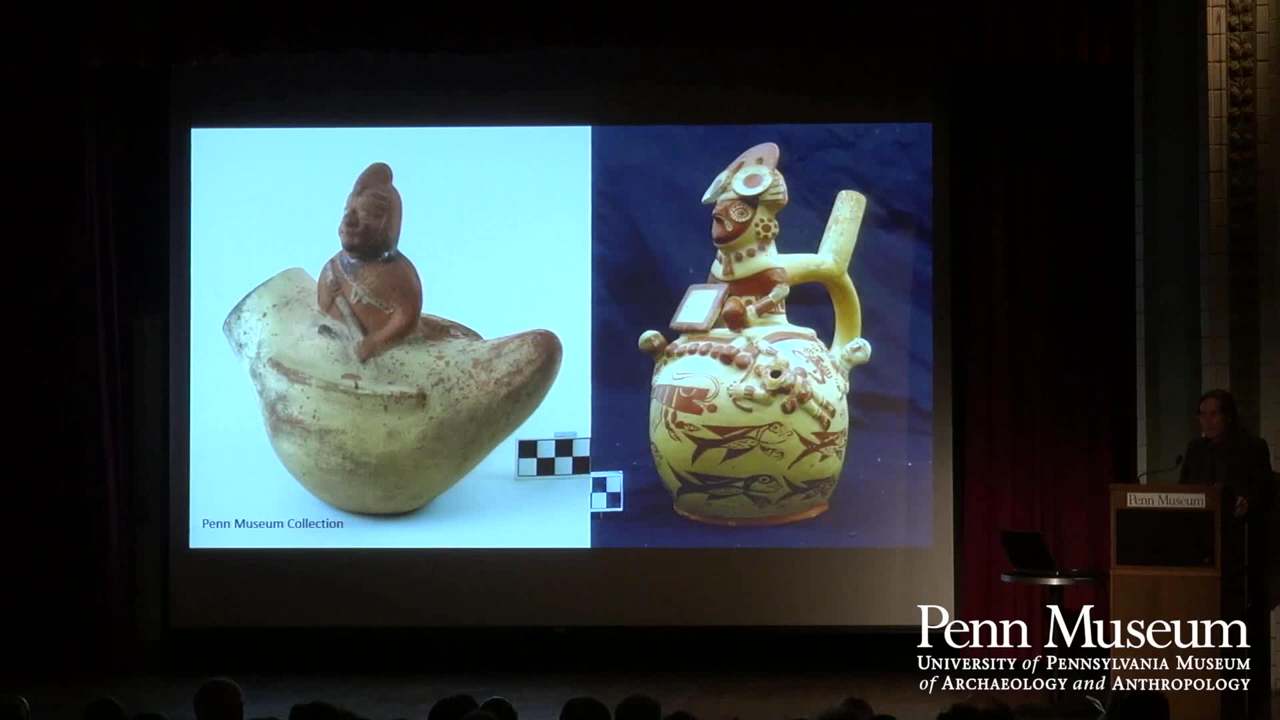 Penn Museum Collection
Penn Museum
Penn Museum
University of Pennsylvania Museum
of Archaeology and Anthropology